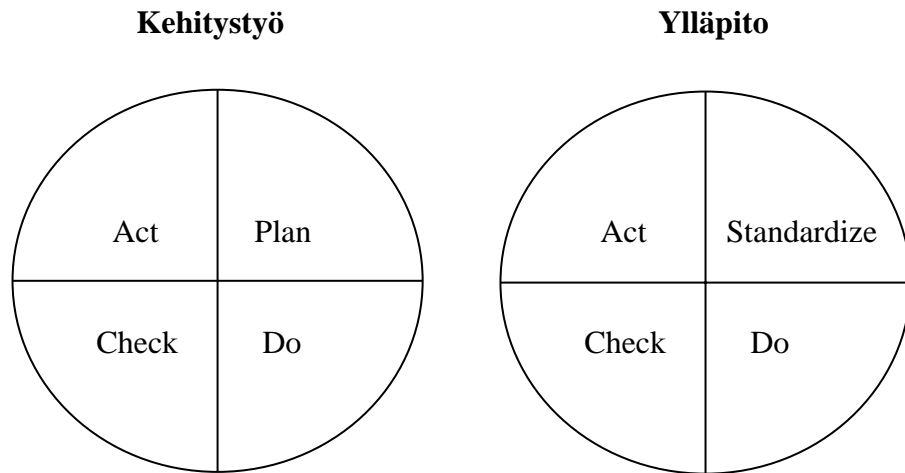 Kehitystyö
Ylläpito
Act
Plan
Check
Do
Act
Standardize
Check
Do